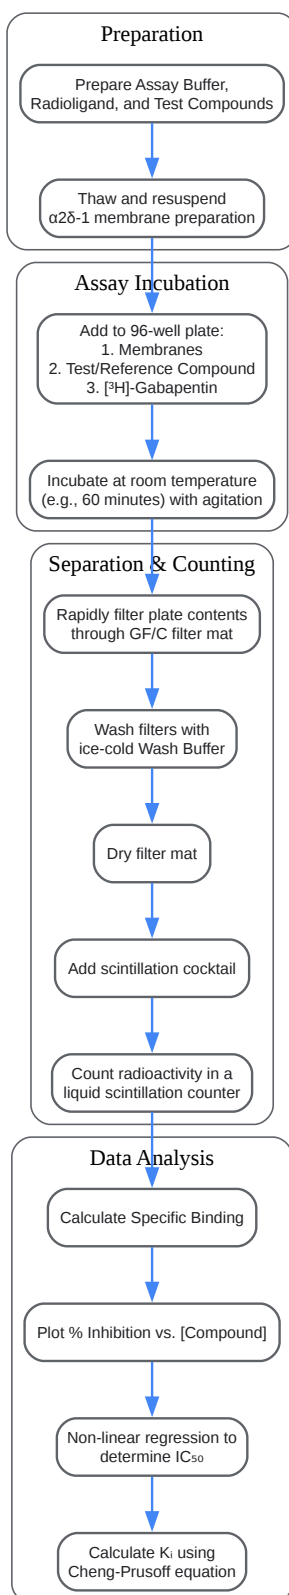 Preparation
Prepare Assay Buffer,
Radioligand, and Test Compounds
Thaw and resuspend
α2δ-1 membrane preparation
Assay Incubation
Add to 96-well plate:
1. Membranes
2. Test/Reference Compound
3. [³H]-Gabapentin
Incubate at room temperature
(e.g., 60 minutes) with agitation
Separation & Counting
Rapidly filter plate contents
through GF/C filter mat
Wash filters with
ice-cold Wash Buffer
Dry filter mat
Add scintillation cocktail
Count radioactivity in a
liquid scintillation counter
Data Analysis
Calculate Specific Binding
Plot % Inhibition vs. [Compound]
Non-linear regression to
determine IC₅₀
Calculate Kᵢ using
Cheng-Prusoff equation